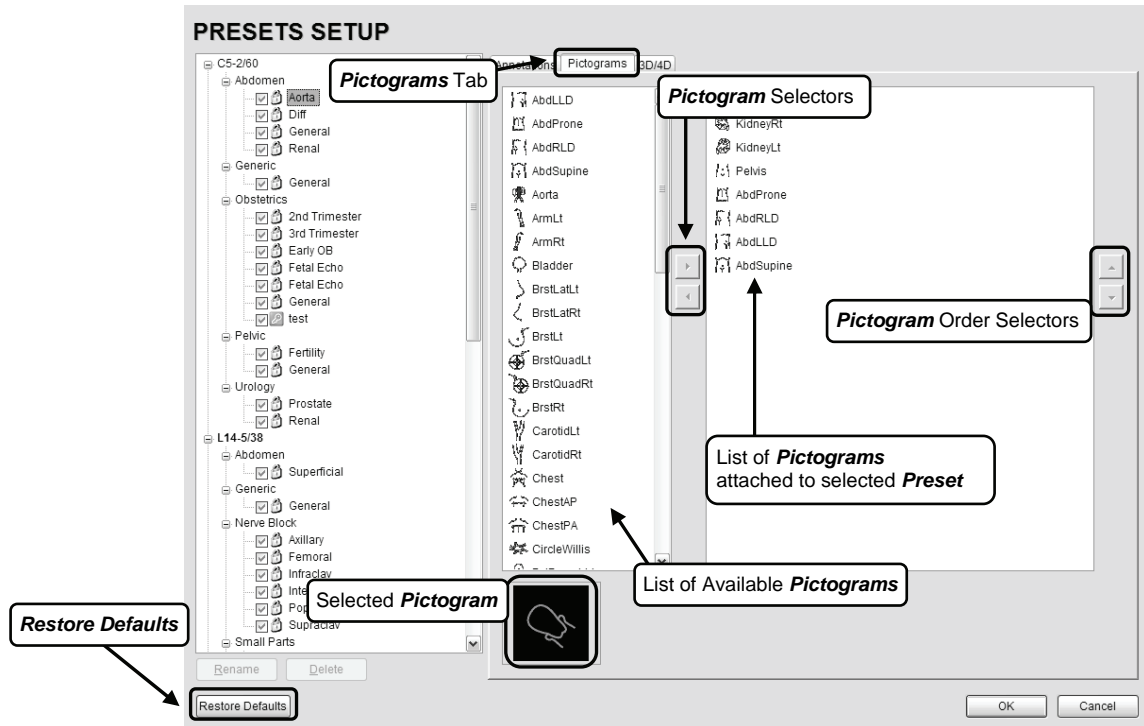 PRESETS SETUP
C5-2/60
Abdomen
Aorta
Diff
General
Renal
Generic
General
Obstetrics
2nd Trimester
3rd Trimester
Early OB
Fetal Echo
Fetal Echo
General
test
Pelvic
Fertility
General
Urology
Prostate
Renal
L14-5/38
Abdomen
Superficial
Generic
General
Nerve Block
Axillary
Femoral
Infraclav
Supraclav
Small Parts
Rename Delete
Restore Defaults
Restore Defaults
Pictograms Tab
Pictograms 3D/4D
AbdLLD
AbdProne
AbdRLD
AbdSupine
Aorta
ArmLt
ArmRt
Bladder
BrstLatLt
BrstLatRt
BrstLt
BrstQuadLt
BrstQuadRt
BrstRt
CarotidLt
CarotidRt
Chest
ChestAP
ChestPA
CircleWillis
Selected Pictogram
Pictogram Selectors
KidneyRt
KidneyLt
Pelvis
AbdProne
AbdRLD
AbdLLD
AbdSupine
Pictogram Order Selectors
List of Pictograms
attached to selected Preset
List of Available Pictograms
OK Cancel